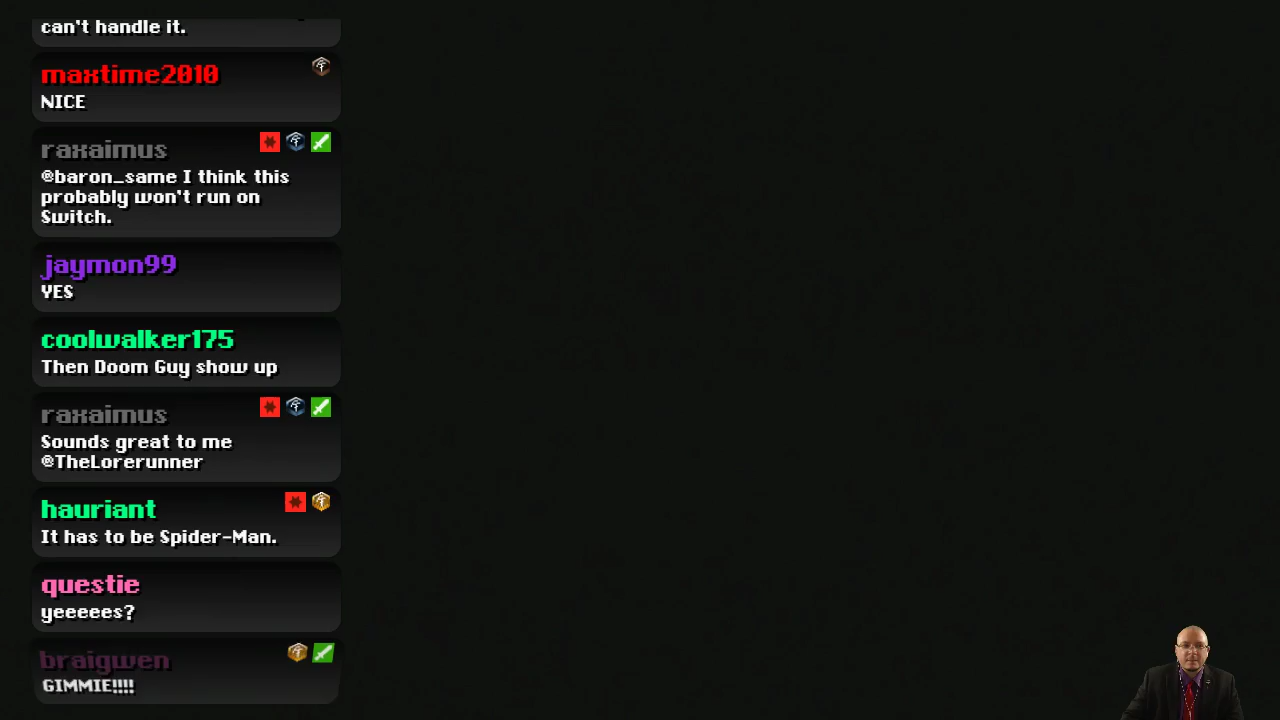 can't handle it.
maxtime2010
NICE
raxaimus
@baron_same I think this
probably won't run on
Switch.
jaymon99
YES
coolwalker175
Then Doom Guy show up
raxaimus
Sounds great to me
@TheLorerunner
hauriant
It has to be Spider-Man.
questie
yeeeees?
braigwen
GIMMIE!!!!